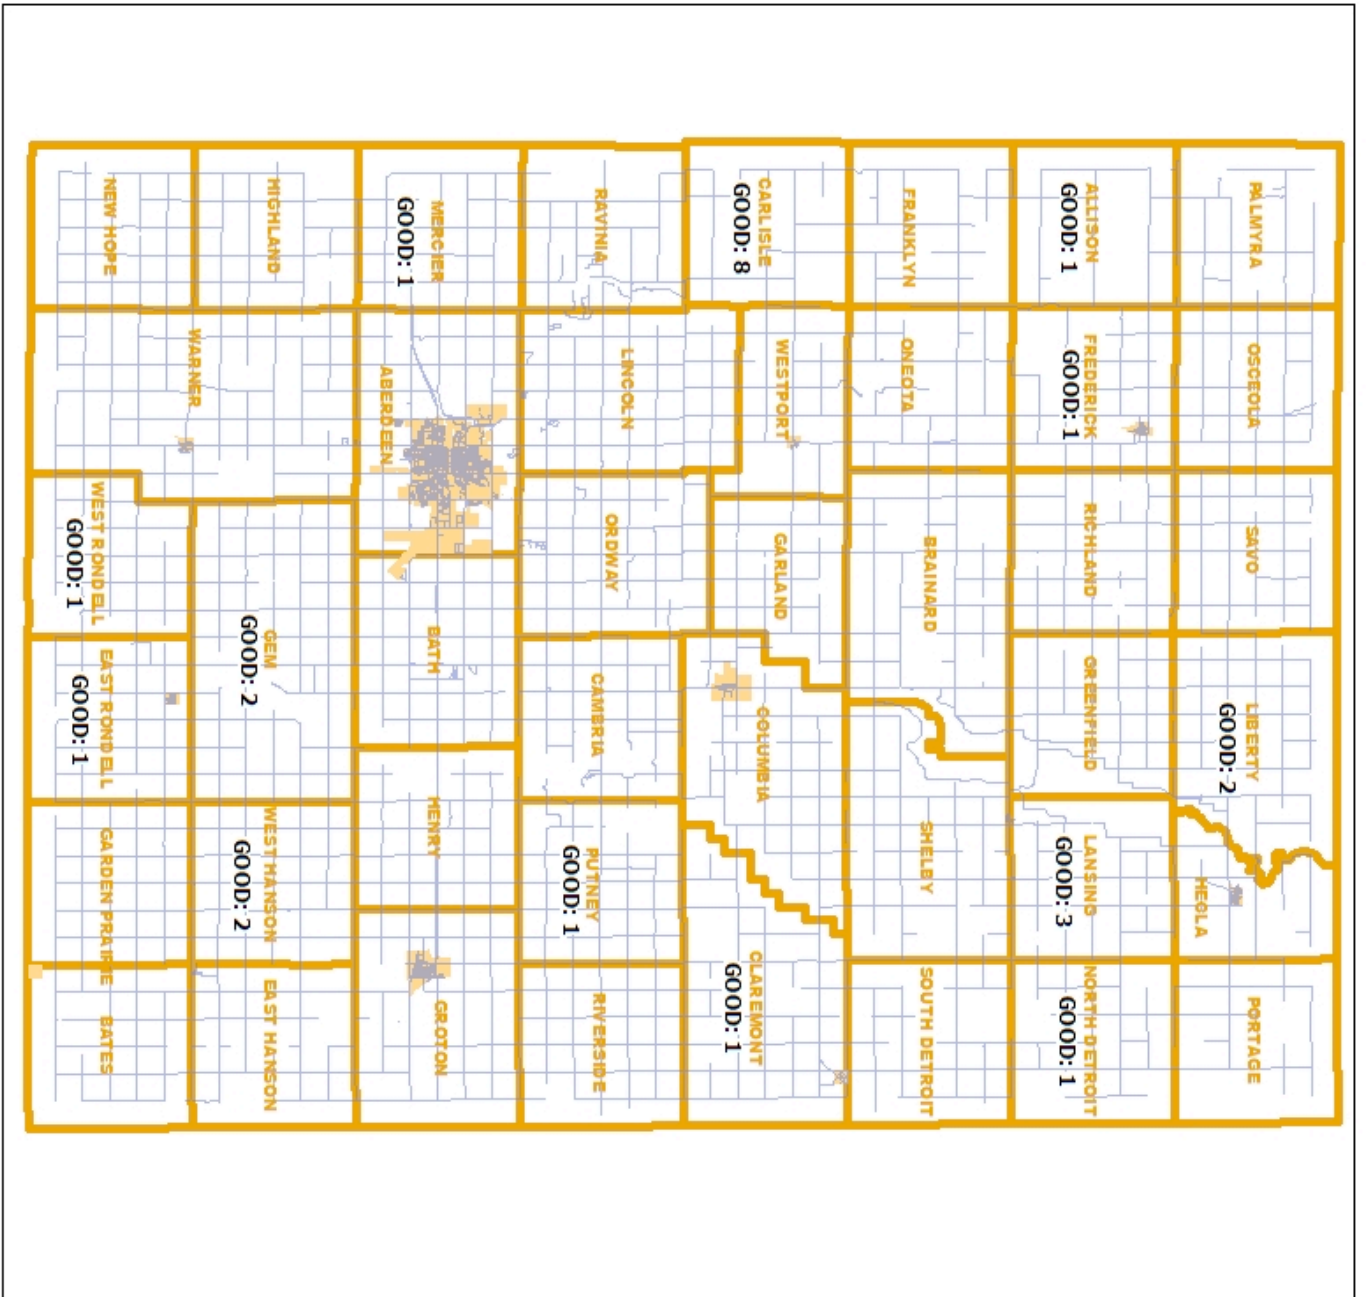 PALMYRA
OSCEOLA
SAVO
LIBERTY
GOOD: 2
HECLA
PORTAGE
ALLISON
GOOD: 1
FREDERICK
GOOD: 1
RICHLAND
GREENFIELD
LANSING
GOOD: 3
NORTH DETROIT
GOOD: 1
FRANKLYN
ONEOTA
BRAINARD
SHELBY
SOUTH DETROIT
CARLISLE
GOOD: 8
WESTPORT
GARLAND
COLUMBIA
CLAREMONT
GOOD: 1
RAVINIA
LINCOLN
ORDWAY
CAMBRIA
PUTNEY
GOOD: 1
RIVERSIDE
MERCIER
GOOD: 1
ABERDEEN
BATH
HENRY
GROTON
HIGHLAND
WARNER
GEM
GOOD: 2
WEST HANSON
GOOD: 2
EAST HANSON
NEW HOPE
WEST RONDELL
GOOD: 1
EAST RONDELL
GOOD: 1
GARDEN PRAIRIE
BATES